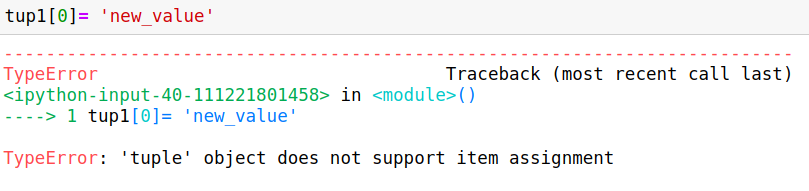 tup1[0]= 'new_value'
---------------------------------------------------------------------------
TypeError                                 Traceback (most recent call last)
<ipython-input-40-111221801458> in <module>()
----> 1 tup1[0]= 'new_value'
TypeError: 'tuple' object does not support item assignment